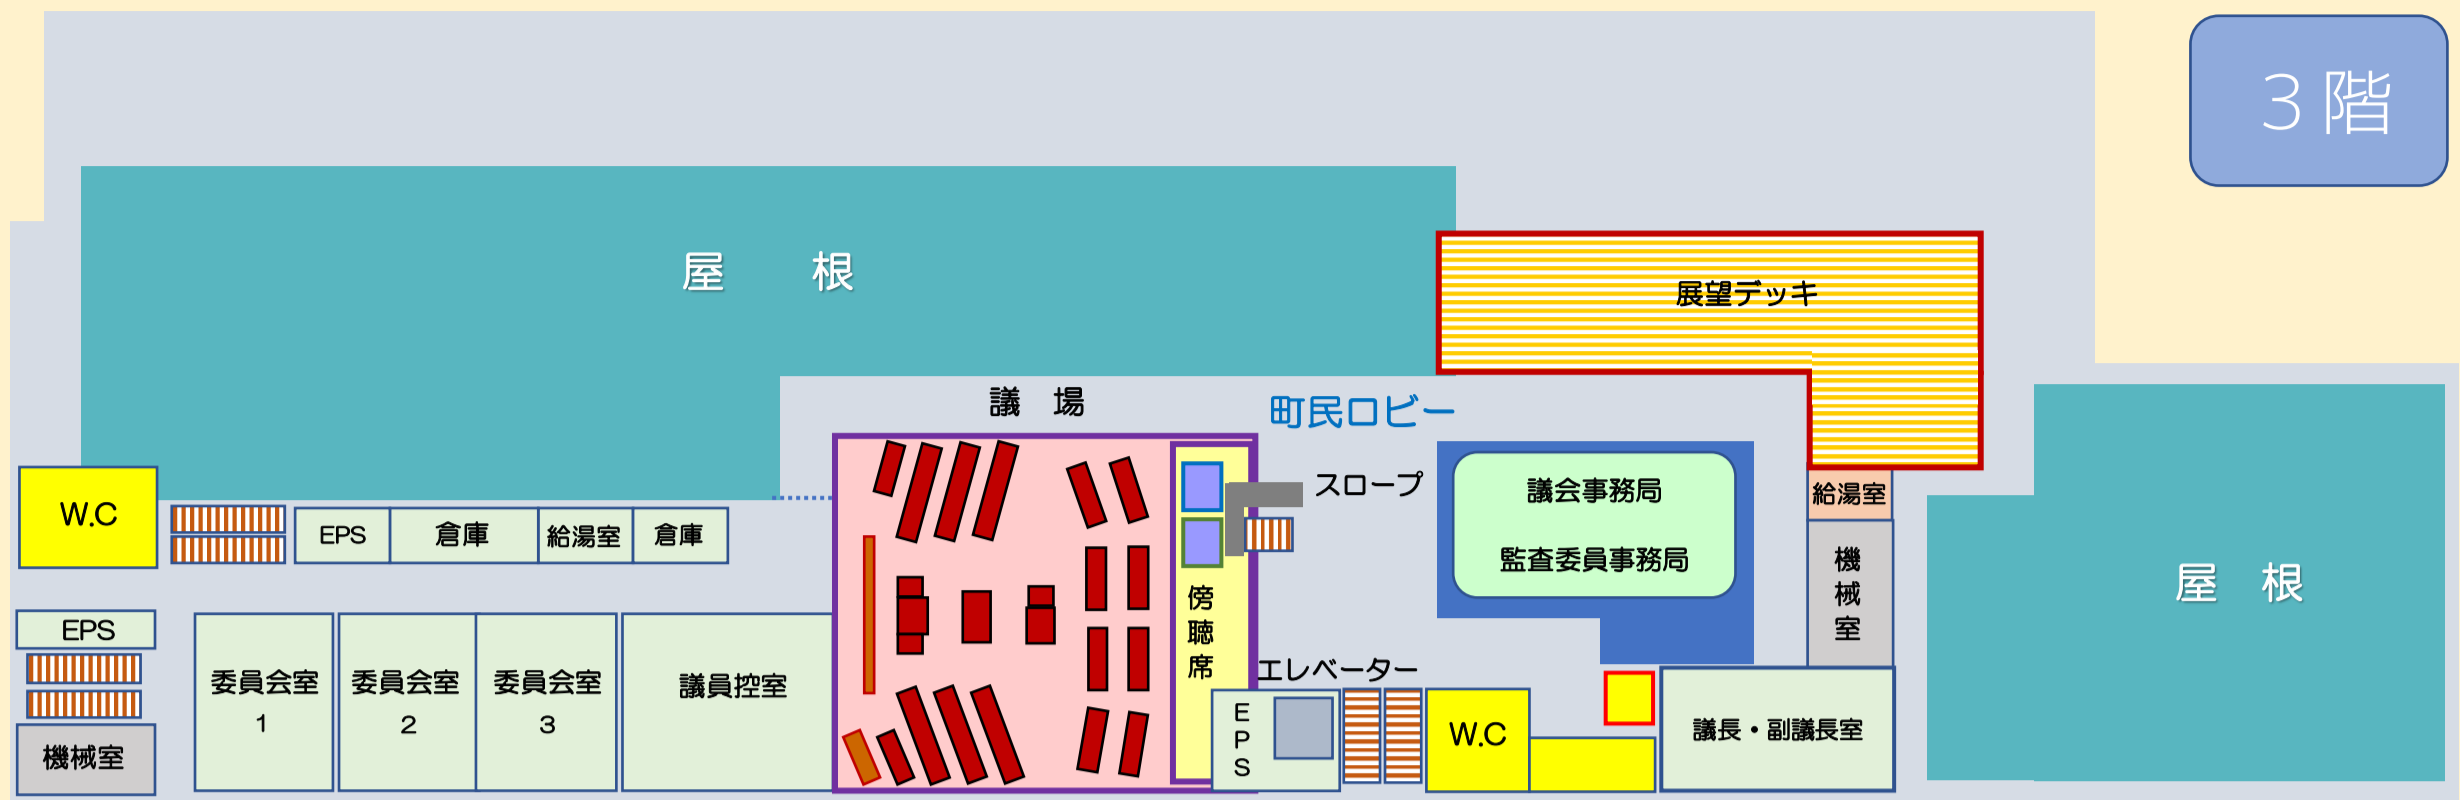 ３階
屋　根
展望デッキ
議　場
町民ロビー
スロープ
議会事務局
監査委員事務局
給湯室
機械室
屋　根
W.C
EPS
倉庫
給湯室
倉庫
傍聴席
EPS
委員会室
1
委員会室
2
委員会室
3
議員控室
エレベーター
EPS
W.C
議長・副議長室
機械室